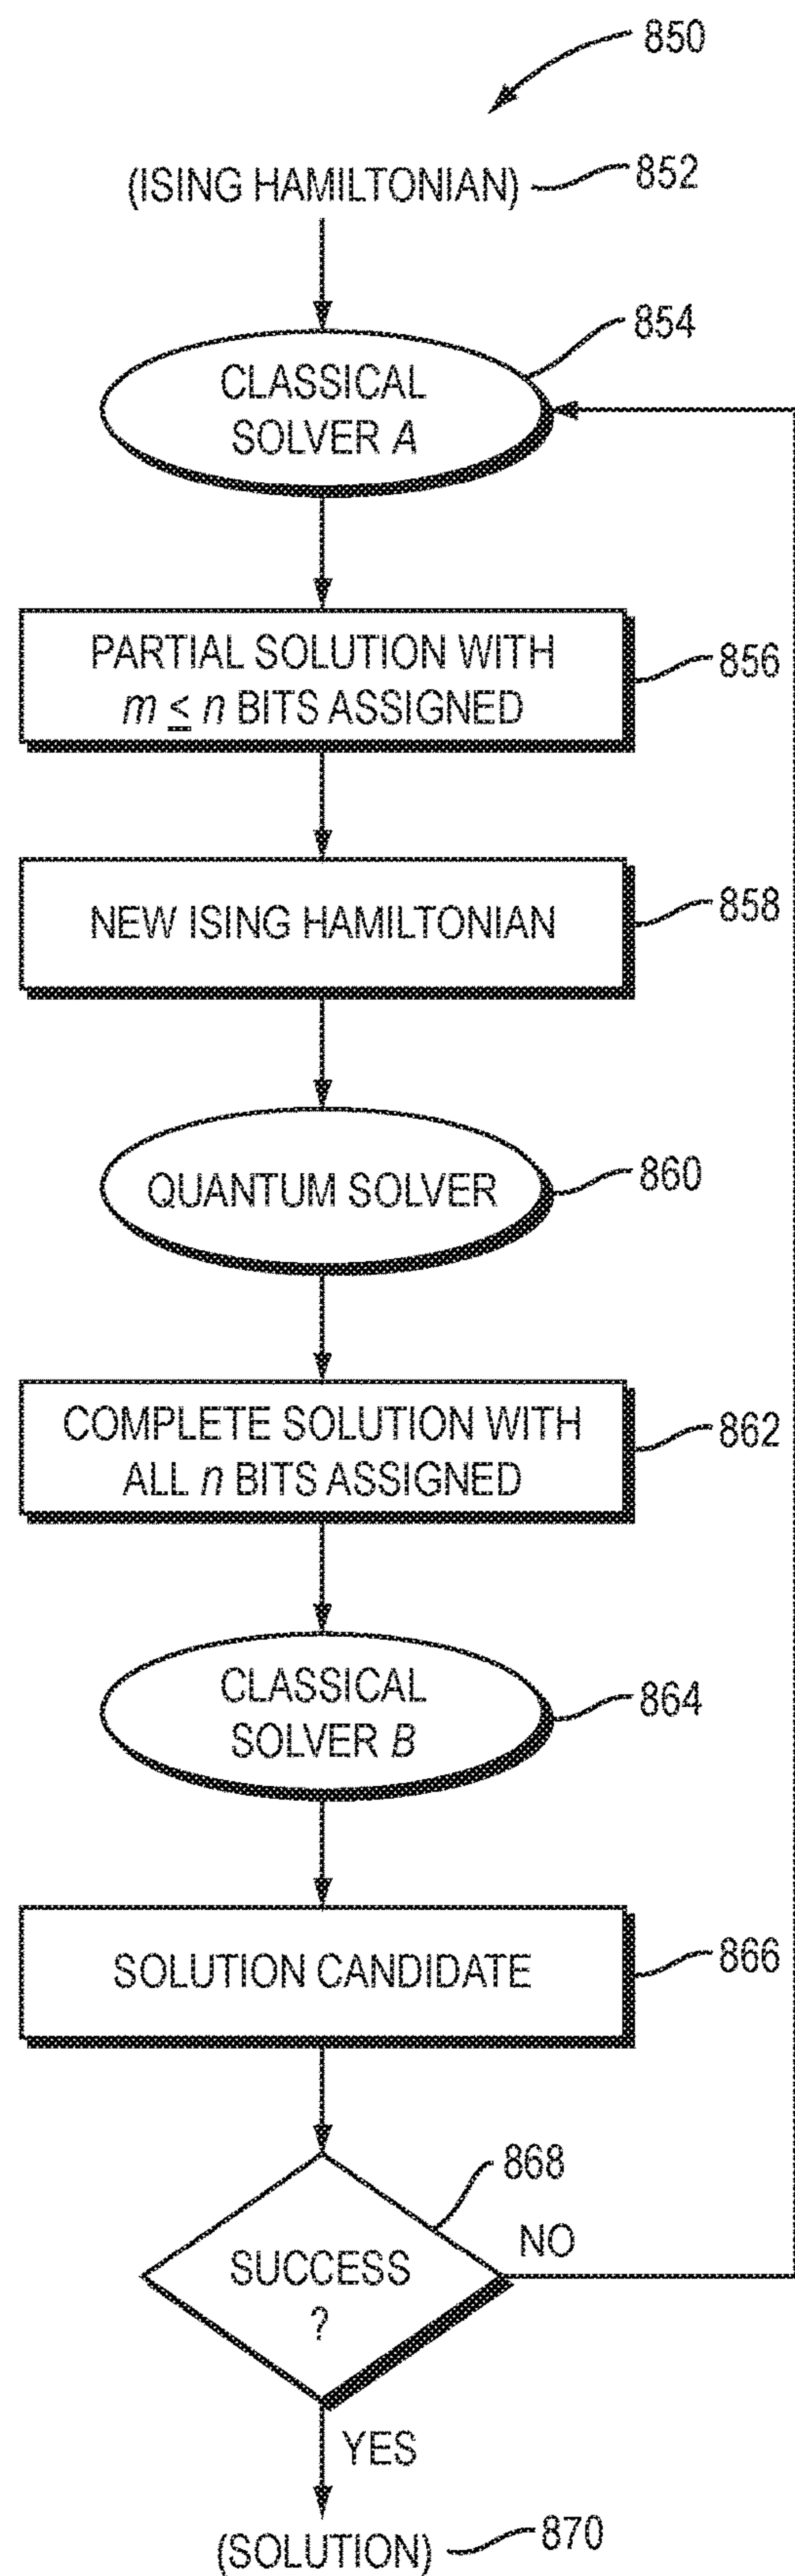 850
(ISING HAMILTONIAN) 852
854
CLASSICAL
SOLVER A
PARTIAL SOLUTION WITH
m ≤ n BITS ASSIGNED
856
NEW ISING HAMILTONIAN
858
QUANTUM SOLVER
860
COMPLETE SOLUTION WITH
ALL n BITS ASSIGNED
862
CLASSICAL
SOLVER B
864
SOLUTION CANDIDATE
866
868
SUCCESS
?
NO
YES
(SOLUTION) 870